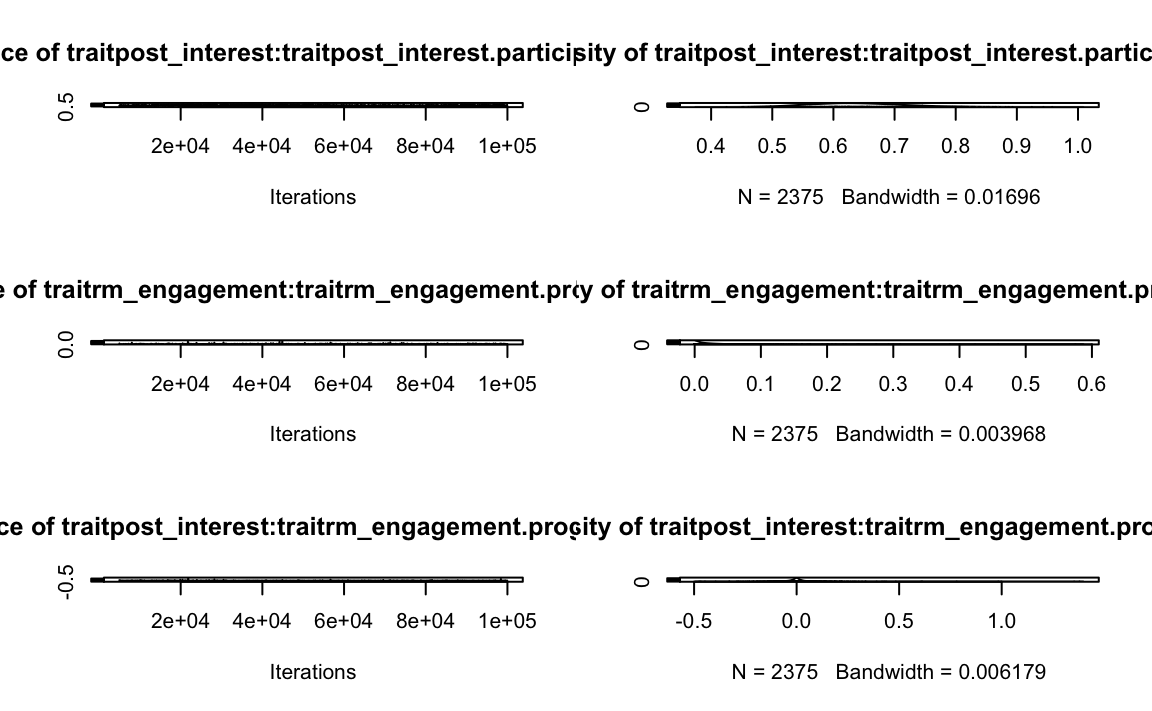 ce of traitpost_interest:traitpost_interest.particip
sity of traitpost_interest:traitpost_interest.partic
0.5
2e+04 4e+04 6e+04 8e+04 1e+05
Iterations
0
0.4 0.5 0.6 0.7 0.8 0.9 1.0
N = 2375 Bandwidth = 0.01696
e of traitrm_engagement:traitrm_engagement.pr
y of traitrm_engagement:traitrm_engagement.pr
0.0
2e+04 4e+04 6e+04 8e+04 1e+05
Iterations
0
0.0 0.1 0.2 0.3 0.4 0.5 0.6
N = 2375 Bandwidth = 0.003968
ce of traitpost_interest:traitrm_engagement.prog
sity of traitpost_interest:traitrm_engagement.pro
-0.5
2e+04 4e+04 6e+04 8e+04 1e+05
Iterations
0
-0.5 0.0 0.5 1.0
N = 2375 Bandwidth = 0.006179